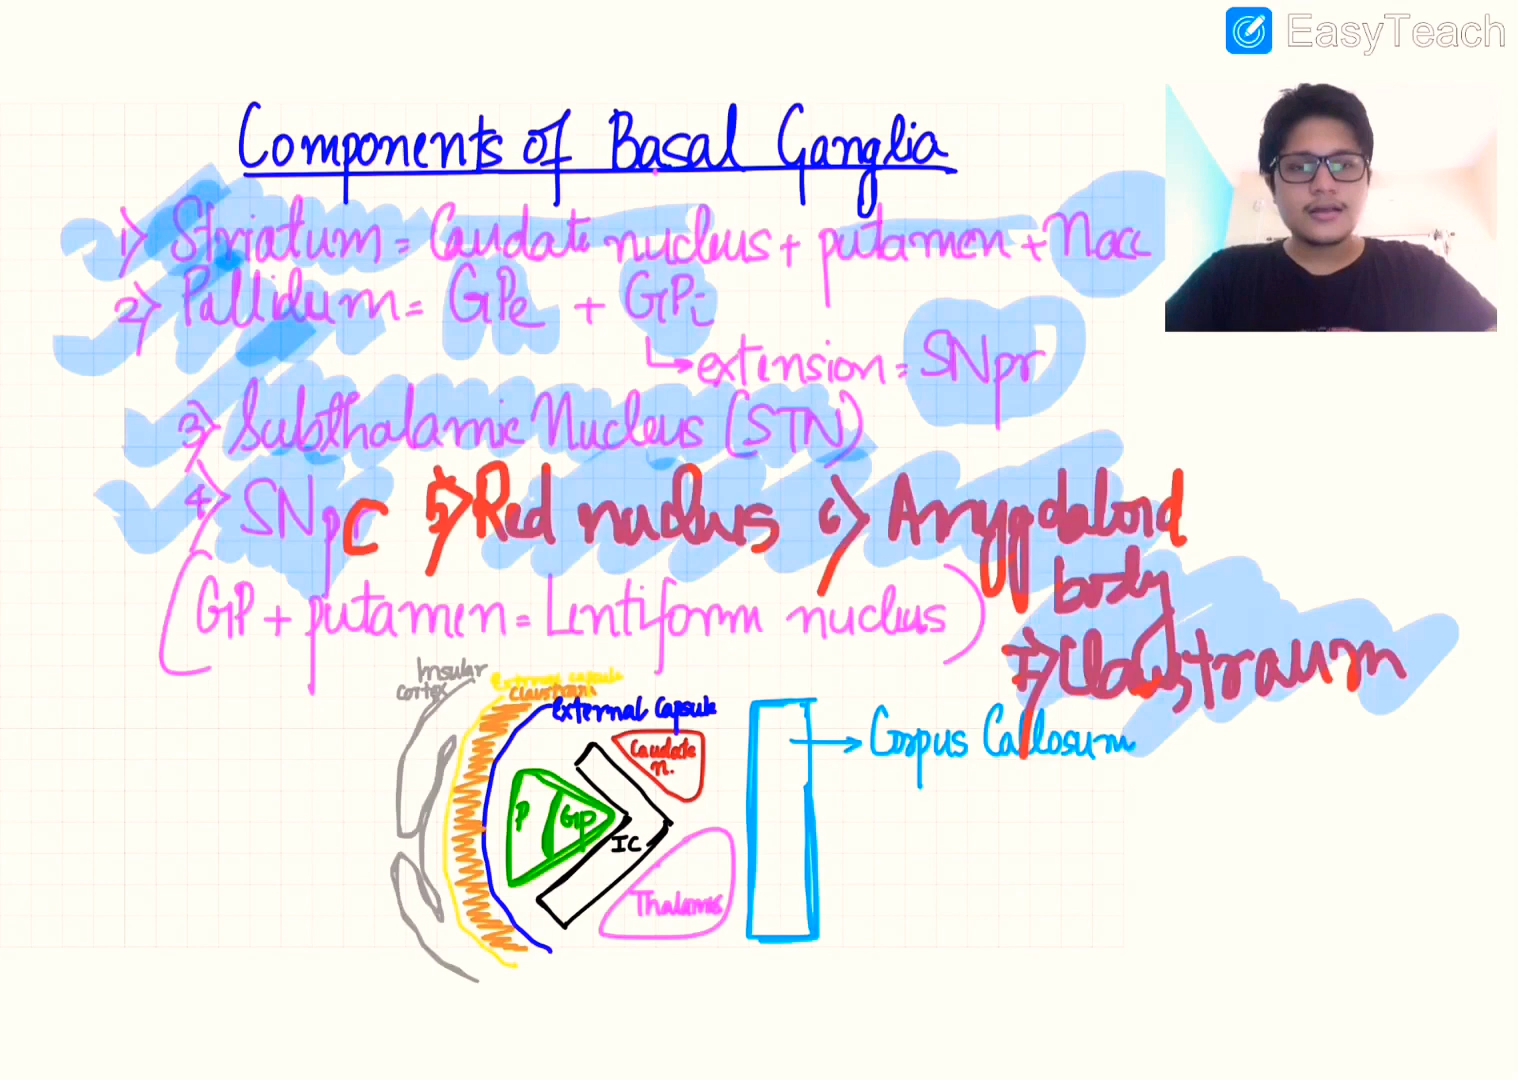 EasyTeach
Components of Basal Ganglia
1) Striatum = Caudate nucleus + putamen + Nacc
2) Pallidum = GPe + GPi
→ extension = SNpr
3) Subthalamic Nucleus (STN)
4) SNpc 5) Red nucleus 6) Amygdaloid
body
(GP + putamen = Lentiform nucleus)
7) Claustraum
Insular
cortex
External capsule
Claustrum
external capsule
Caudate
n.
→ Corpus Callosum
P
GP
IC
Thalamus